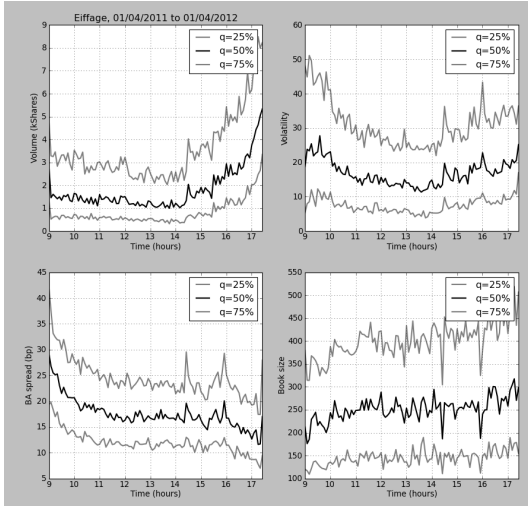 Eiffage, 01/04/2011 to 01/04/2012
9
8
7
6
5
4
3
2
1
0
Volume (kShares)
q=25%
q=50%
q=75%
9 10 11 12 13 14 15 16 17
Time (hours)
60
50
40
30
20
10
0
Volatility
q=25%
q=50%
q=75%
9 10 11 12 13 14 15 16 17
Time (hours)
45
40
35
30
25
20
15
10
5
BA spread (bp)
q=25%
q=50%
q=75%
9 10 11 12 13 14 15 16 17
Time (hours)
550
500
450
400
350
300
250
200
150
100
Book size
q=25%
q=50%
q=75%
9 10 11 12 13 14 15 16 17
Time (hours)